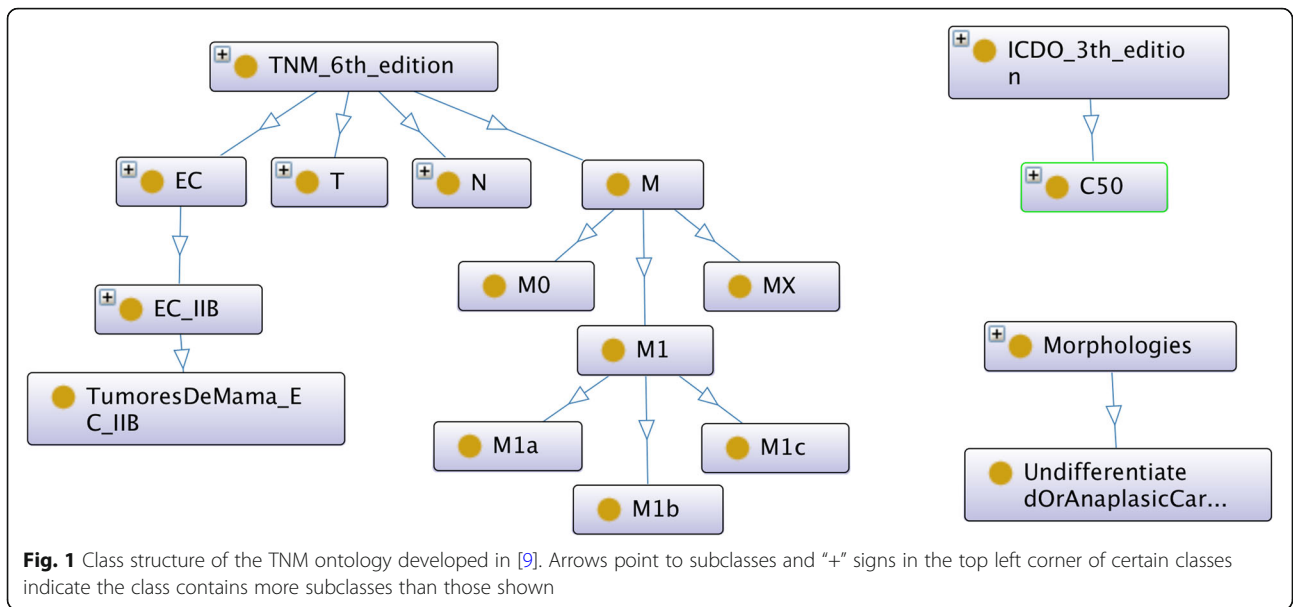 TNM_6th_edition
ICDO_3th_editio
n
EC
T
N
M
C50
M0
MX
EC_IIB
M1
Morphologies
TumoresDeMama_E
C_IIB
M1a
M1c
M1b
Undifferentiate
dOrAnaplasicCar...
Fig. 1 Class structure of the TNM ontology developed in [9]. Arrows point to subclasses and “+” signs in the top left corner of certain classes
indicate the class contains more subclasses than those shown